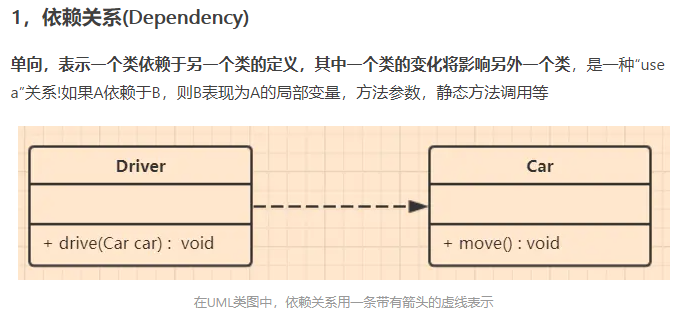 1，依赖关系(Dependency)
单向，表示一个类依赖于另一个类的定义，其中一个类的变化将影响另外一个类，是一种“use
a”关系!如果A依赖于B，则B表现为A的局部变量，方法参数，静态方法调用等
Driver
+ drive(Car car) : void
Car
+ move() : void
在UML类图中，依赖关系用一条带有箭头的虚线表示